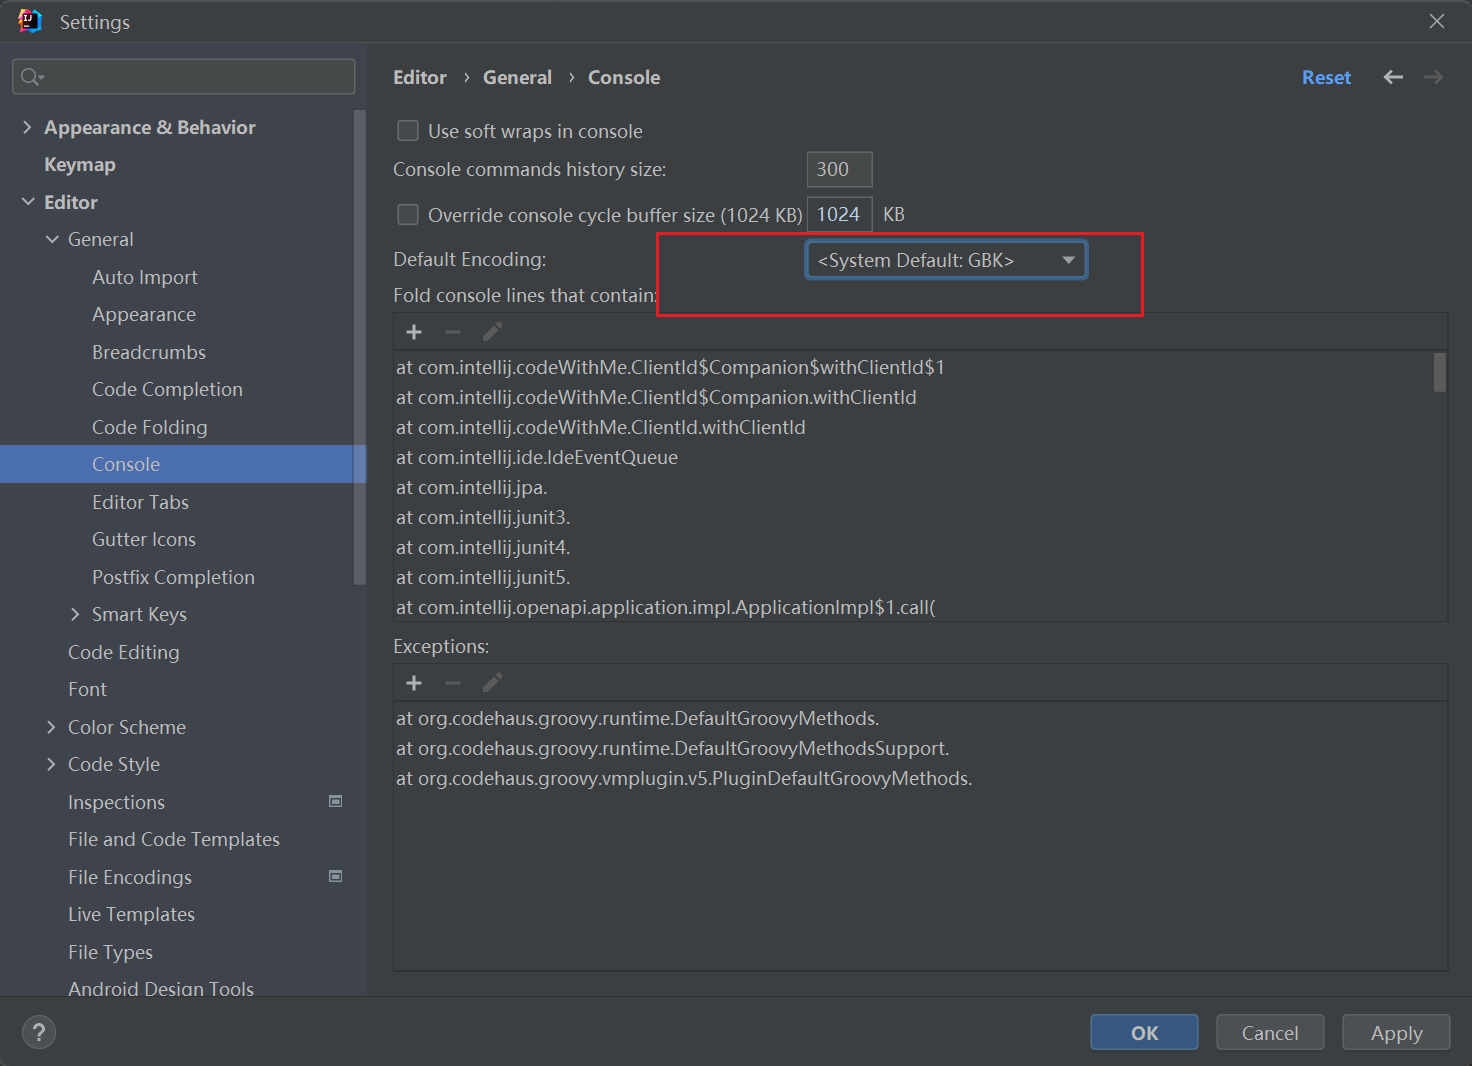 Settings
Editor › General › Console
Reset
Appearance & Behavior
Keymap
Editor
General
Auto Import
Appearance
Breadcrumbs
Code Completion
Code Folding
Console
Editor Tabs
Gutter Icons
Postfix Completion
Smart Keys
Code Editing
Font
Color Scheme
Code Style
Inspections
File and Code Templates
File Encodings
Live Templates
File Types
Android Design Tools
Use soft wraps in console
Console commands history size: 300
Override console cycle buffer size (1024 KB) 1024 KB
Default Encoding: <System Default: GBK>
Fold console lines that contain:
at com.intellij.codeWithMe.ClientId$Companion$withClientId$1
at com.intellij.codeWithMe.ClientId$Companion.withClientId
at com.intellij.codeWithMe.ClientId.withClientId
at com.intellij.ide.IdeEventQueue
at com.intellij.jpa.
at com.intellij.junit3.
at com.intellij.junit4.
at com.intellij.junit5.
at com.intellij.openapi.application.impl.ApplicationImpl$1.call(
Exceptions:
at org.codehaus.groovy.runtime.DefaultGroovyMethods.
at org.codehaus.groovy.runtime.DefaultGroovyMethodsSupport.
at org.codehaus.groovy.vmplugin.v5.PluginDefaultGroovyMethods.
?
OK
Cancel
Apply